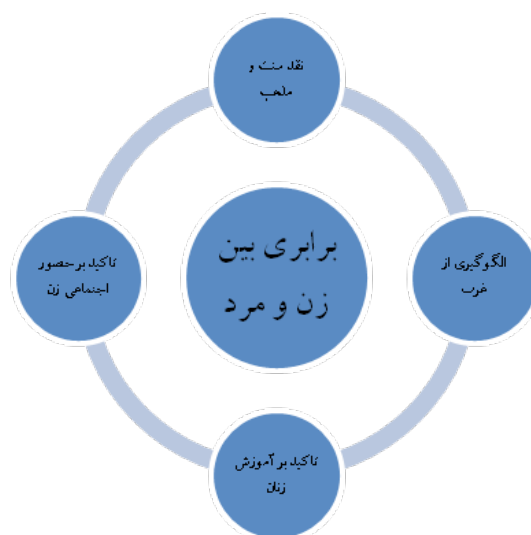 نقد سنت و
مذهب
برابری بین
زن و مرد
الگوگیری از
غرب
تاکید بر حضور
اجتماعی زن
تاکید بر آموزش
زنان